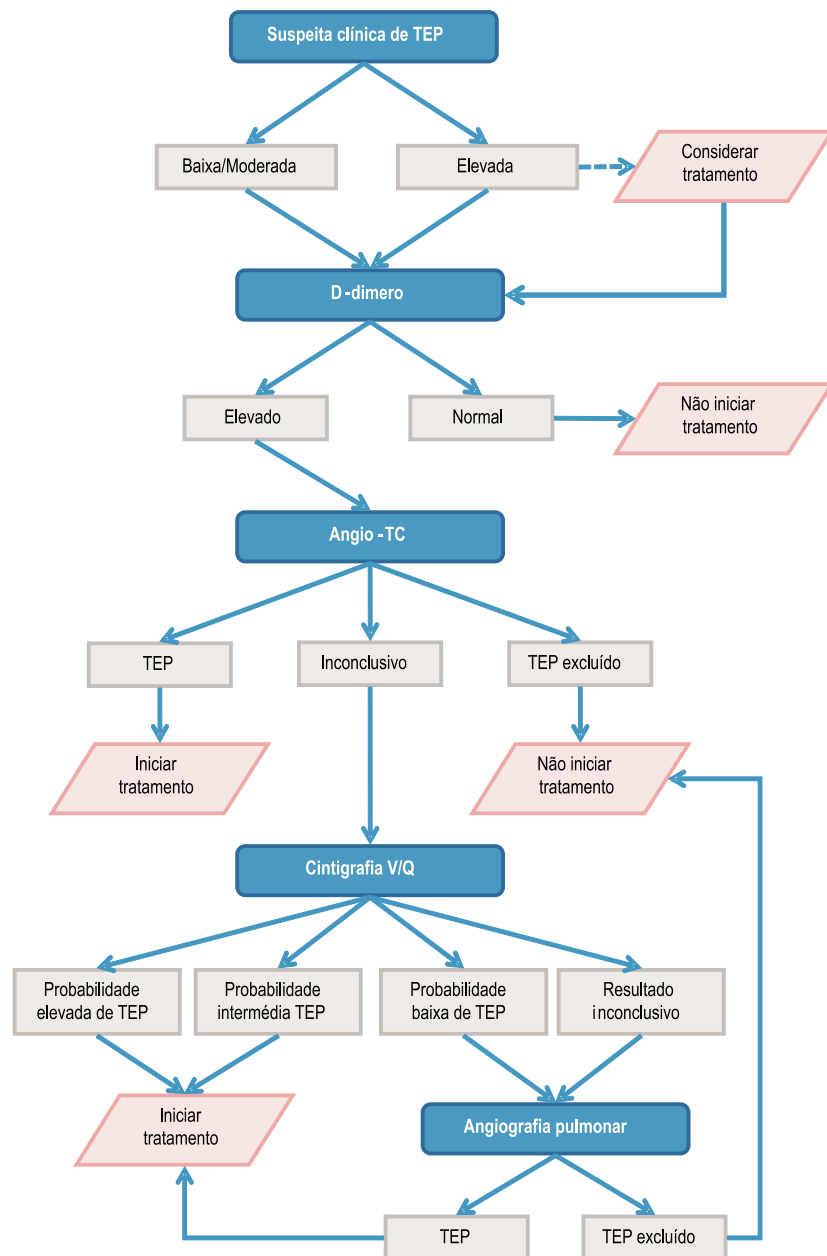 Suspeita clínica de TEP
Baixa/Moderada
Elevada
Considerar
tratamento
D-dimero
Elevado
Normal
Não iniciar
tratamento
Angio -TC
TEP
Inconclusivo
TEP excluído
Iniciar
tratamento
Não iniciar
tratamento
Cintigrafia V/Q
Probabilidade
elevada de TEP
Probabilidade
intermédia TEP
Probabilidade
baixa de TEP
Resultado
inconclusivo
Iniciar
tratamento
Angiografia pulmonar
TEP
TEP excluído